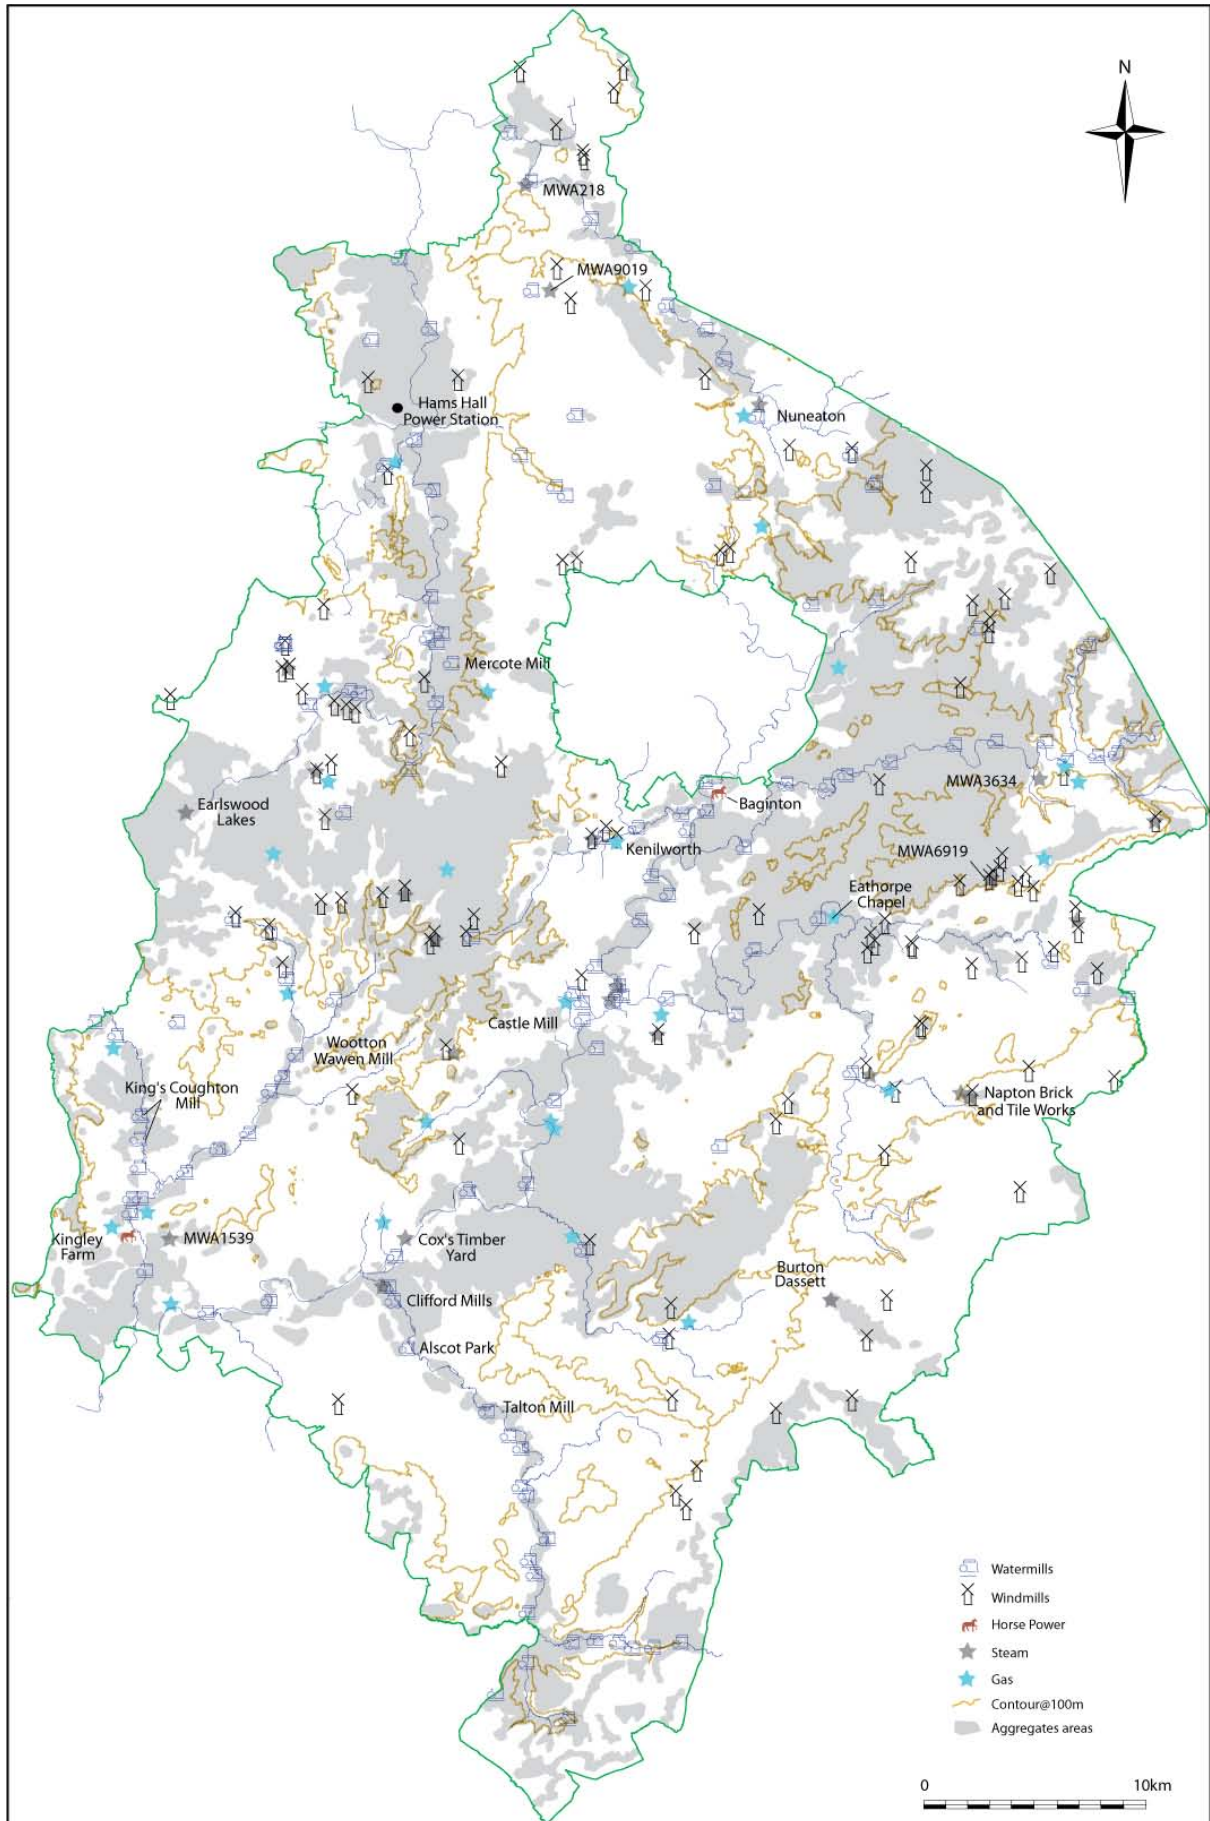 N
MWA218
MWA9019
Hams Hall
Power Station
Nuneaton
Mercote Mill
MWA3634
Earlswood
Lakes
Baginton
Kenilworth
MWA6919
Eathorpe
Chapel
Castle Mill
Wootton
Wawen Mill
King's Coughton
Mill
Napton Brick
and Tile Works
Kingley
Farm
MWA1539
Cox's Timber
Yard
Burton
Dassett
Clifford Mills
Alscot Park
Talton Mill
Watermills
Windmills
Horse Power
Steam
Gas
Contour@100m
Aggregates areas
0 10km